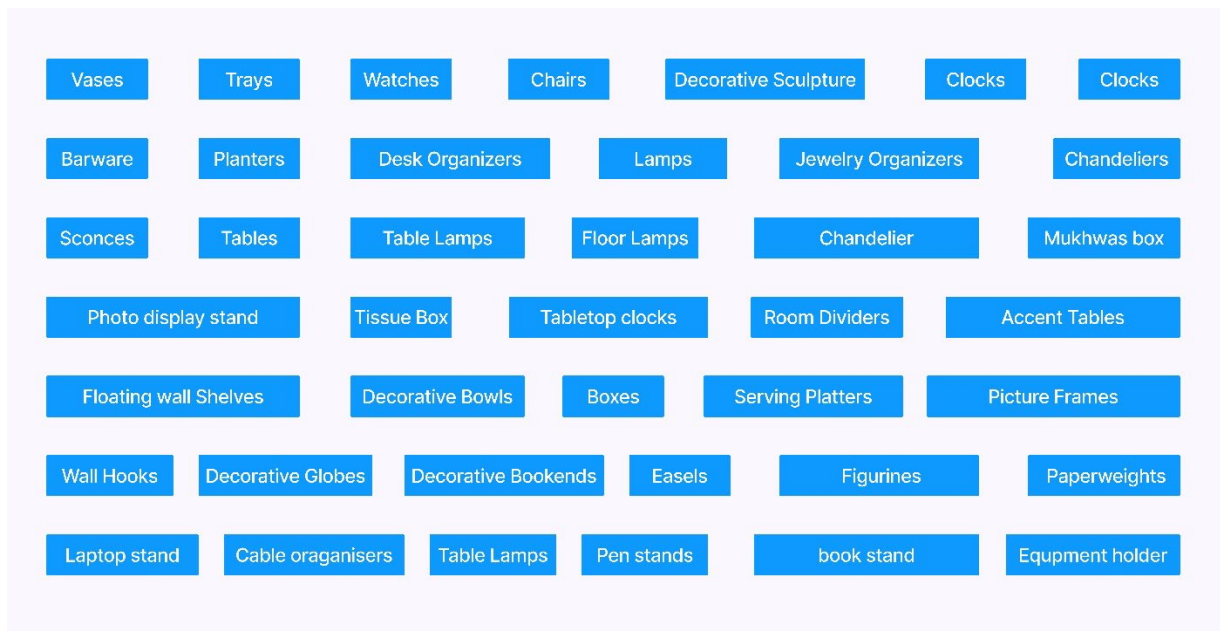 Vases Trays Watches Chairs Decorative Sculpture Clocks Clocks
Barware Planters Desk Organizers Lamps Jewelry Organizers Chandeliers
Sconces Tables Table Lamps Floor Lamps Chandelier Mukhwas box
Photo display stand Tissue Box Tabletop clocks Room Dividers Accent Tables
Floating wall Shelves Decorative Bowls Boxes Serving Platters Picture Frames
Wall Hooks Decorative Globes Decorative Bookends Easels Figurines Paperweights
Laptop stand Cable oraganisers Table Lamps Pen stands book stand Equpment holder